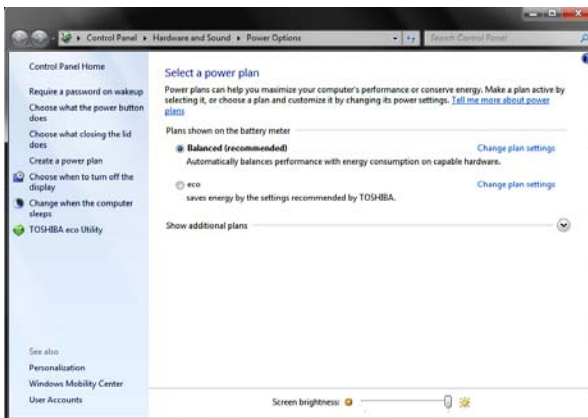 Control Panel ▸ Hardware and Sound ▸ Power Options
Search Control Panel
Control Panel Home
Require a password on wakeup
Choose what the power button
does
Choose what closing the lid
does
Create a power plan
Choose when to turn off the
display
Change when the computer
sleeps
TOSHIBA eco Utility
See also
Personalization
Windows Mobility Center
User Accounts
Select a power plan
Power plans can help you maximize your computer's performance or conserve energy. Make a plan active by
selecting it, or choose a plan and customize it by changing its power settings. Tell me more about power
plans
Plans shown on the battery meter
Balanced (recommended) Change plan settings
Automatically balances performance with energy consumption on capable hardware.
eco Change plan settings
saves energy by the settings recommended by TOSHIBA.
Show additional plans
Screen brightness: